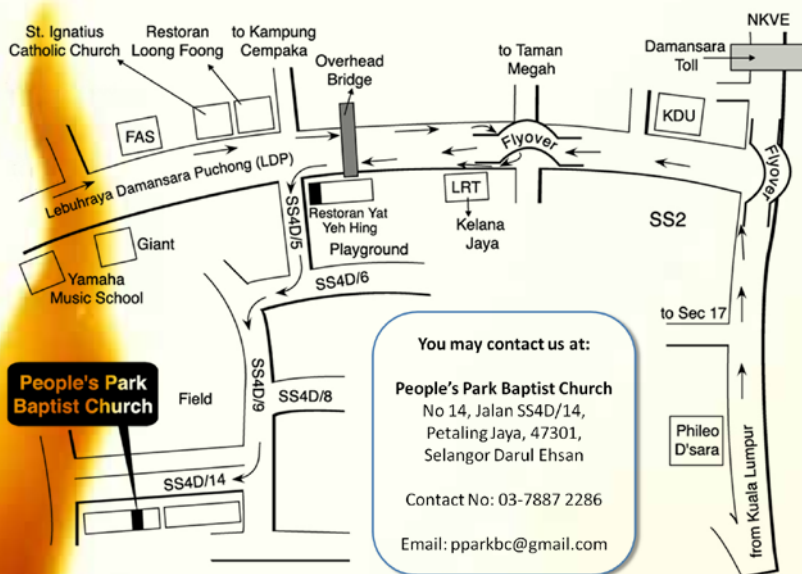 NKVE
St. Ignatius
Catholic Church
Restoran
Loong Foong
to Kampung
Cempaka
Overhead
Bridge
to Taman
Megah
Damansara
Toll
FAS
KDU
Flyover
Flyover
Lebuhraya Damansara Puchong (LDP)
LRT
Kelana
Jaya
SS2
Restoran Yat
Yeh Hing
SS4D/5
Playground
Giant
Yamaha
Music School
SS4D/6
to Sec 17
People's Park
Baptist Church
Field
SS4D/9
SS4D/8
SS4D/14
Phileo
D'sara
from Kuala Lumpur
You may contact us at:
People's Park Baptist Church
No 14, Jalan SS4D/14,
Petaling Jaya, 47301,
Selangor Darul Ehsan
Contact No: 03-7887 2286
Email: pparkbc@gmail.com